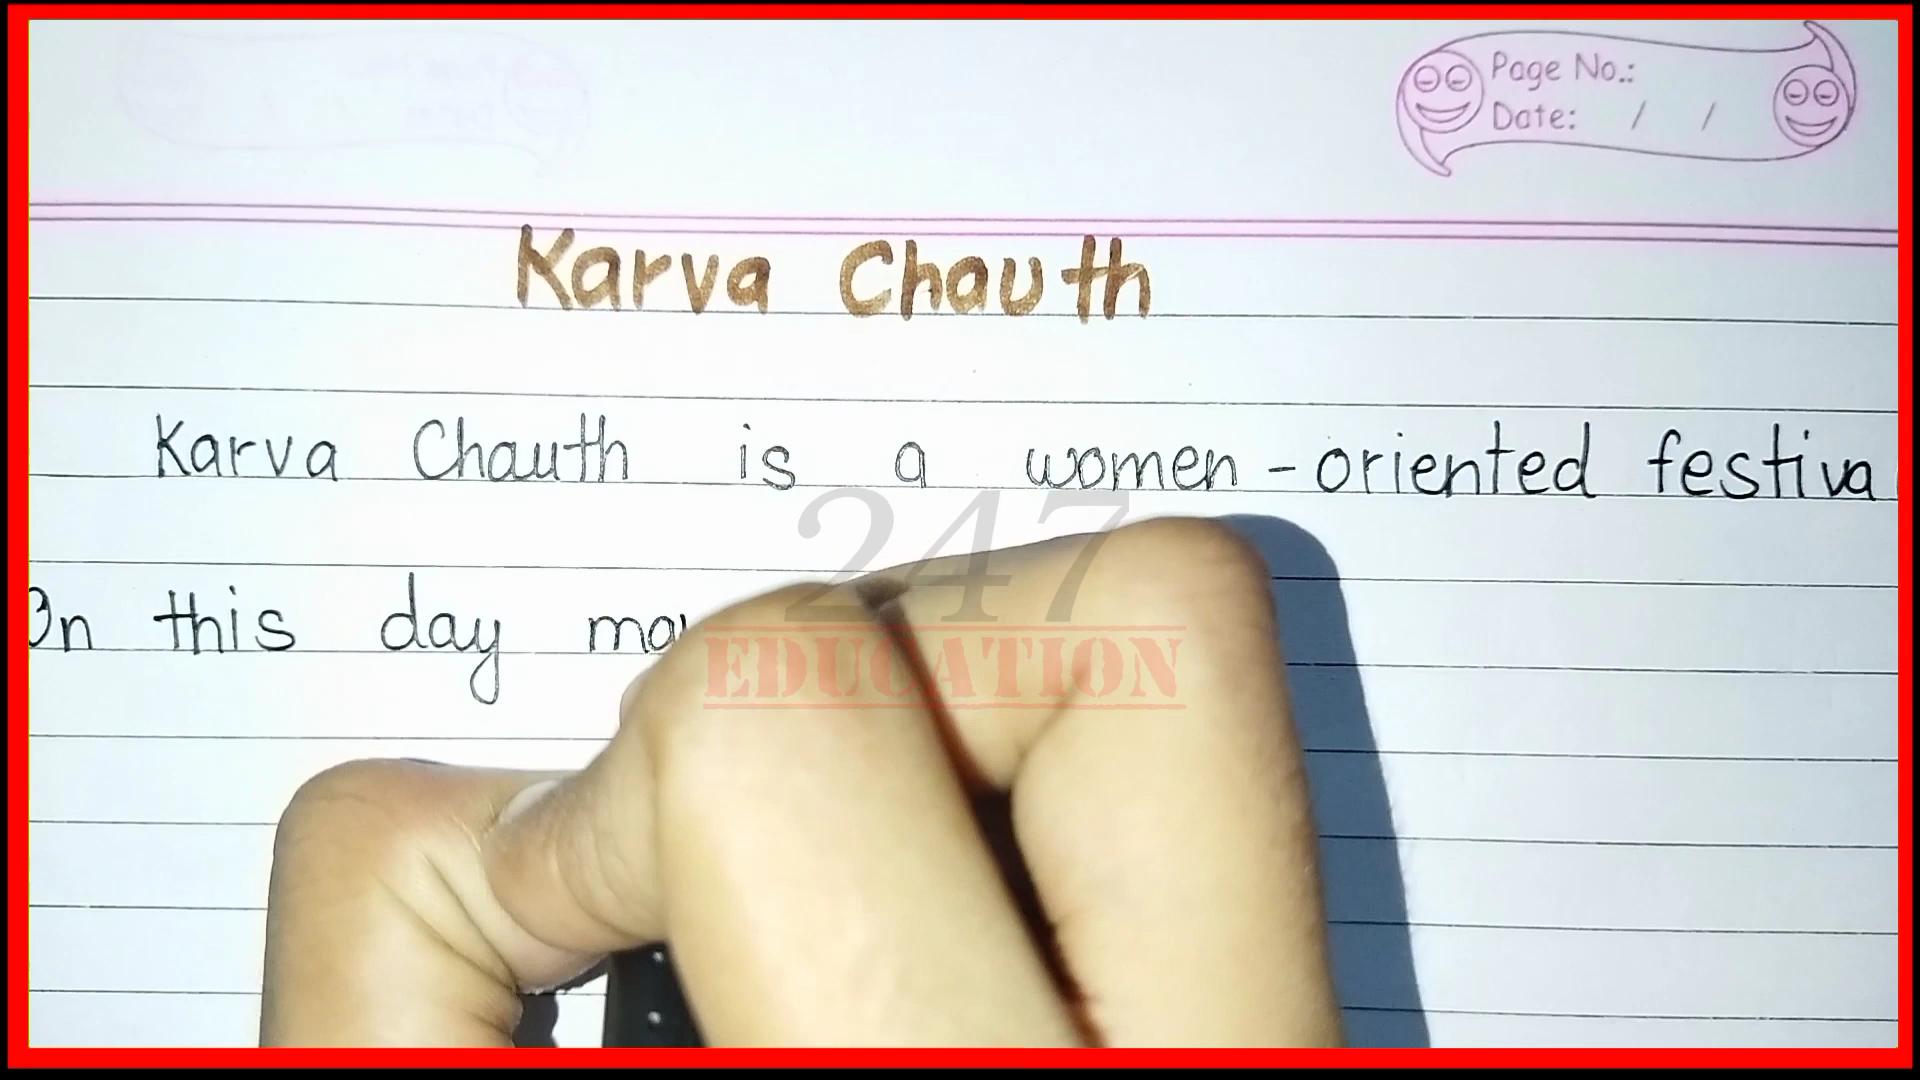 Page No.:
Date: / /
Karva Chauth
Karva Chauth is a women-oriented festiva
On this day
247
EDUCATION